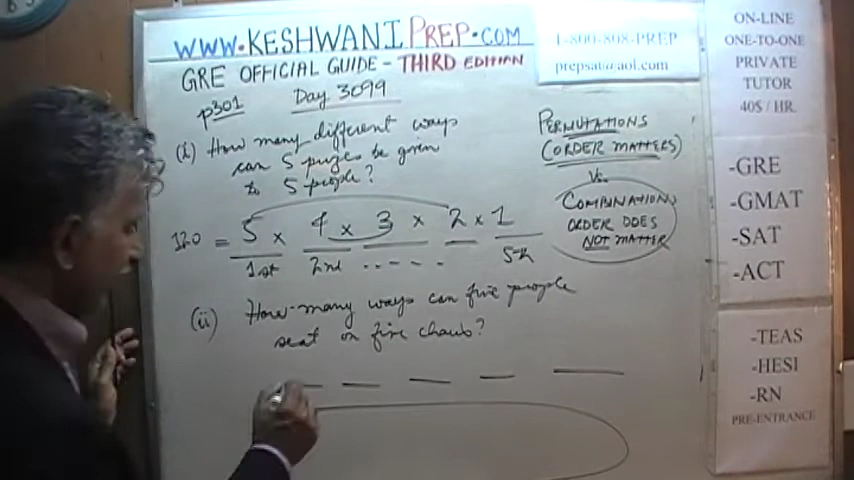 WWW.KESHWANIPREP.COM
GRE OFFICIAL GUIDE - THIRD EDITION
p301 Day 3099
(i) How many different ways
can 5 prizes be given
to 5 people?
120 = 5 x 4 x 3 x 2 x 1
1st 2nd ..... 5th
(ii) How many ways can five people
seat on five chairs?
1-800-808-PREP
prepsat@aol.com
PERMUTATIONS
(ORDER MATTERS)
Vs
COMBINATIONS
ORDER DOES
NOT MATTER
ON-LINE
ONE-TO-ONE
PRIVATE
TUTOR
40$ / HR.
-GRE
-GMAT
-SAT
-ACT
-TEAS
-HESI
-RN
PRE-ENTRANCE